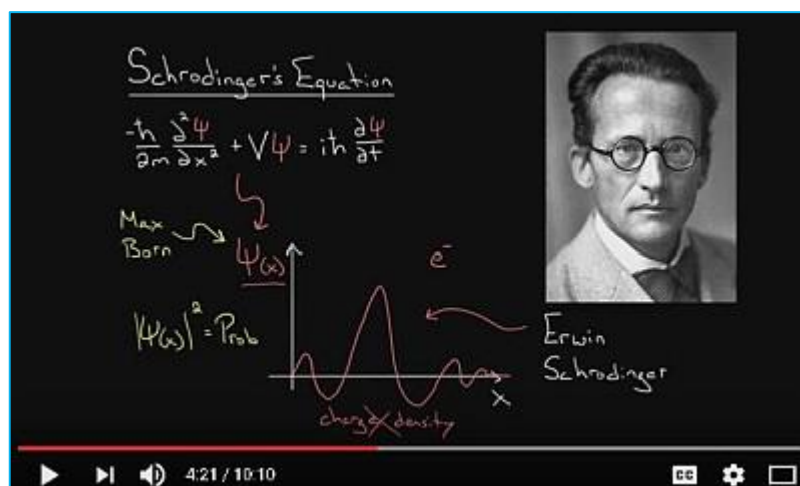 Schrodinger's Equation
-ħ/2m ∂²Ψ/∂x² + VΨ = iħ ∂Ψ/∂t
Max
Born
Ψ(x)
e⁻
|Ψ(x)|² = Prob
Erwin
Schrodinger
x
charge density
4:21 / 10:10
CC